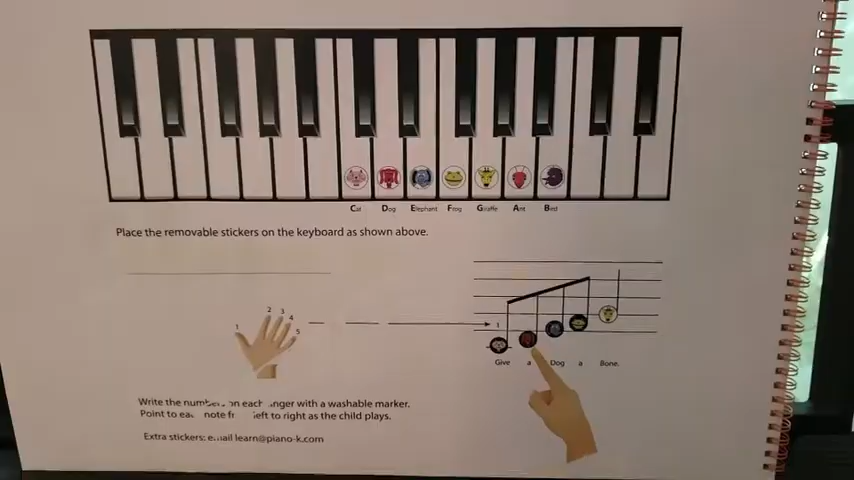 Cat Dog Elephant Frog Giraffe Ant Bird
Place the removable stickers on the keyboard as shown above.
1 2 3 4 5
1
Give a Dog a Bone.
Write the numbers on each finger with a washable marker.
Point to each note from left to right as the child plays.
Extra stickers: email learn@piano-k.com